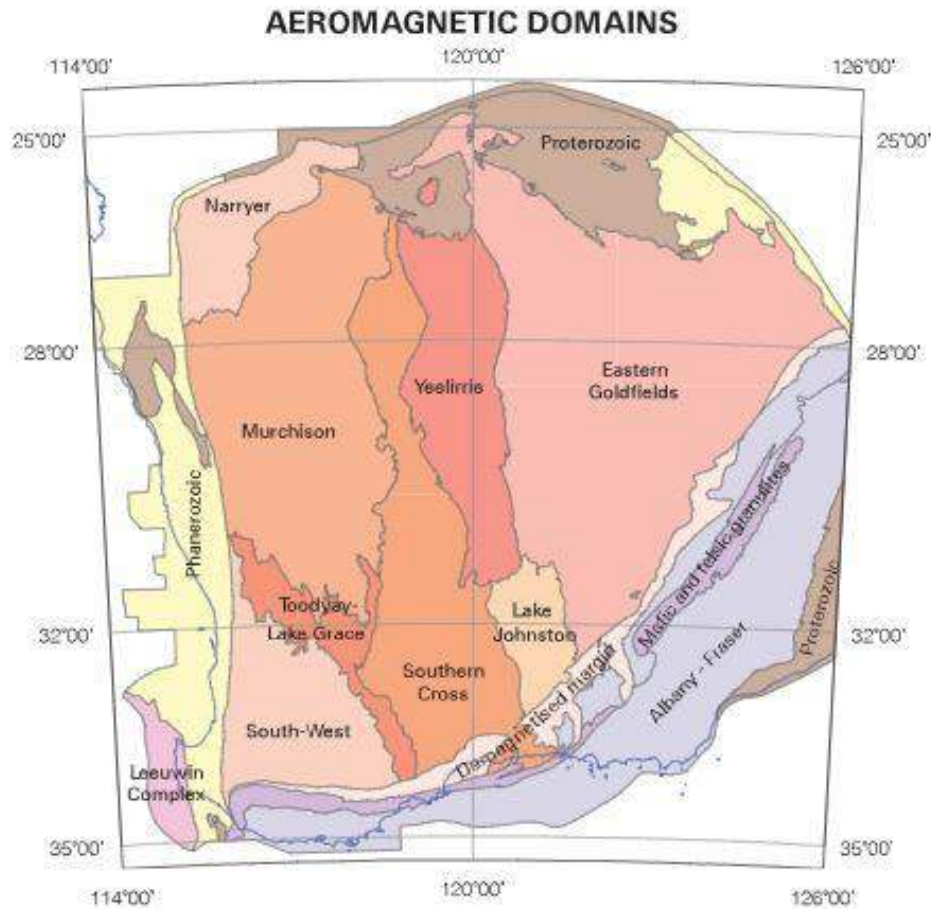 AEROMAGNETIC DOMAINS
114°00'
120°00'
126°00'
25°00'
25°00'
Proterozoic
Narryer
28°00'
28°00'
Eastern
Goldfields
Yeelirrie
Murchison
Phanerozoic
Mafic and felsic granulites
Toodyay-
Lake Grace
Lake
Johnston
32°00'
32°00'
Proterozoic
Southern
Cross
Albany - Fraser
Damagnetised margin
South-West
Leeuwin
Complex
35°00'
35°00'
114°00'
120°00'
126°00'